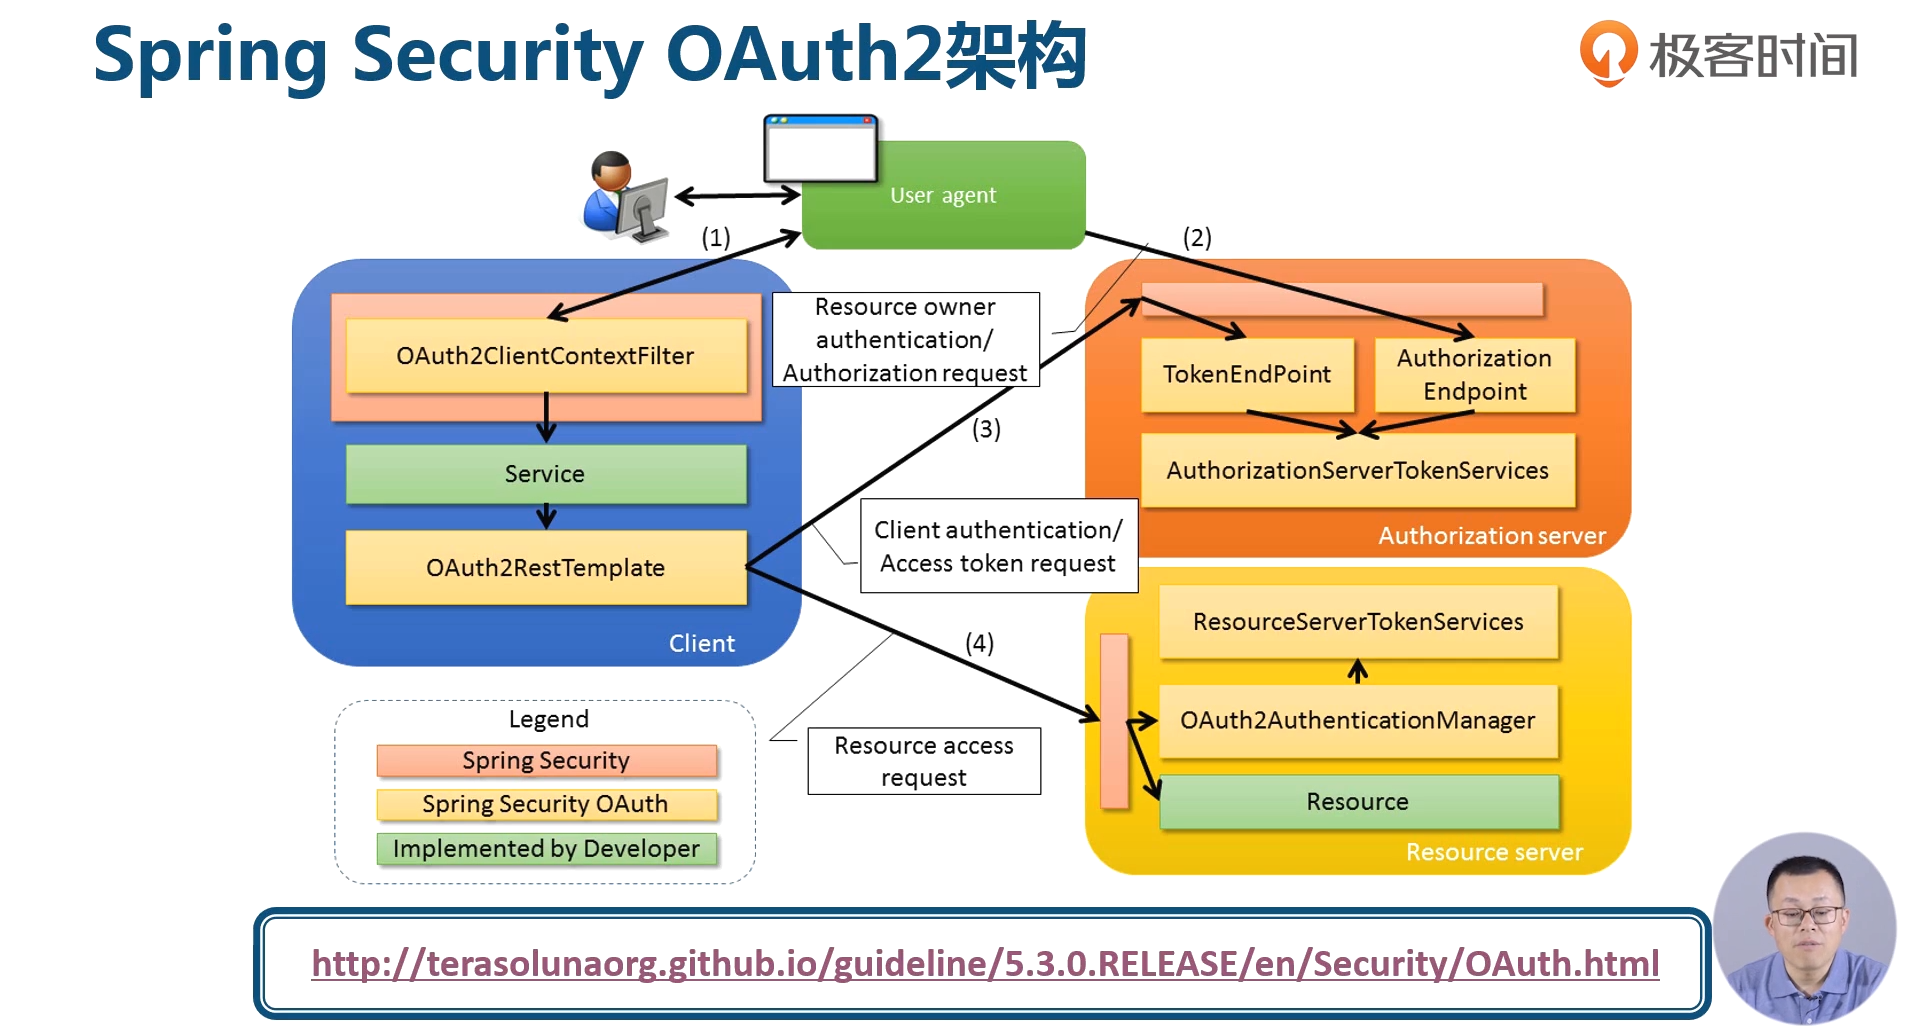 Spring Security OAuth2架构
极客时间
User agent
(1)
(2)
Resource owner
authentication/
Authorization request
OAuth2ClientContextFilter
TokenEndPoint
Authorization
Endpoint
(3)
Service
AuthorizationServerTokenServices
Client authentication/
Access token request
Authorization server
OAuth2RestTemplate
Client
(4)
ResourceServerTokenServices
OAuth2AuthenticationManager
Resource
Resource server
Resource access
request
Legend
Spring Security
Spring Security OAuth
Implemented by Developer
http://terasolunaorg.github.io/guideline/5.3.0.RELEASE/en/Security/OAuth.html